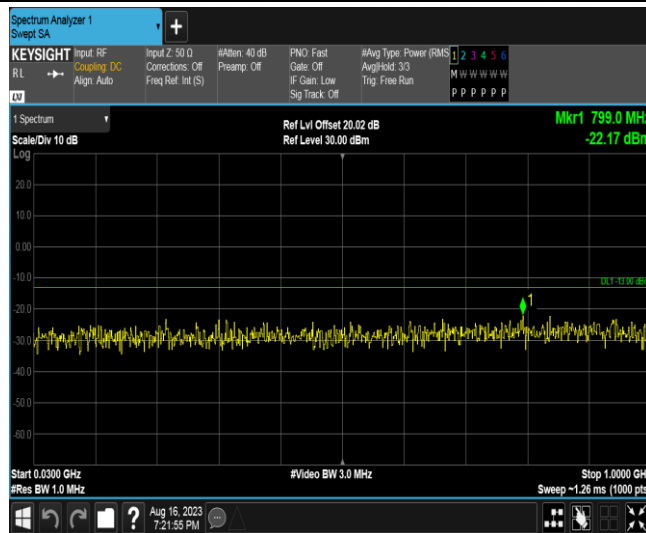 Spectrum Analyzer 1
Swept SA
+
KEYSIGHT
RL
LXI
Input: RF
Coupling: DC
Align: Auto
Input Z: 50 Ω
Corrections: Off
Freq Ref: Int (S)
#Atten: 40 dB
Preamp: Off
PNO: Fast
Gate: Off
IF Gain: Low
Sig Track: Off
#Avg Type: Power (RMS
Avg|Hold: 3/3
Trig: Free Run
1 2 3 4 5 6
M W W W W W
P P P P P P
1 Spectrum
Scale/Div 10 dB
Log
Ref Lvl Offset 20.02 dB
Ref Level 30.00 dBm
Mkr1 799.0 MHz
-22.17 dBm
20.0
10.0
0.00
-10.0
DL1 -13.00 dBm
1
-20.0
-30.0
-40.0
-50.0
-60.0
Start 0.0300 GHz
#Video BW 3.0 MHz
Stop 1.0000 GHz
#Res BW 1.0 MHz
Sweep ~1.26 ms (1000 pts
?
Aug 16, 2023
7:21:55 PM